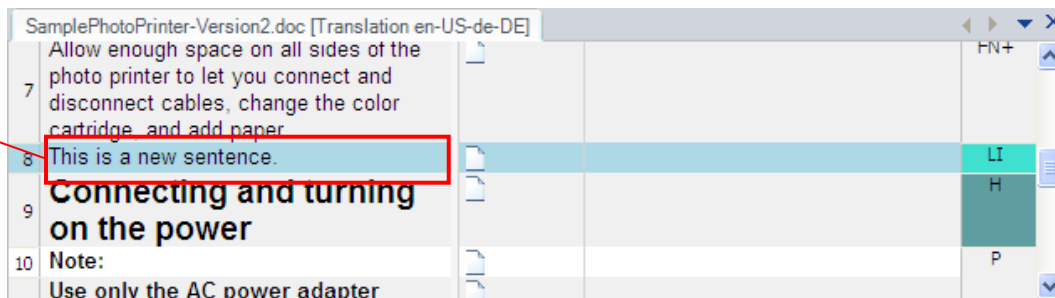 SamplePhotoPrinter-Version2.doc [Translation en-US-de-DE]
Allow enough space on all sides of the
FN+
7
photo printer to let you connect and
disconnect cables, change the color
cartridge, and add paper
8 This is a new sentence. LI
Connecting and turning H
9
on the power
10 Note: P
Use only the AC power adapter